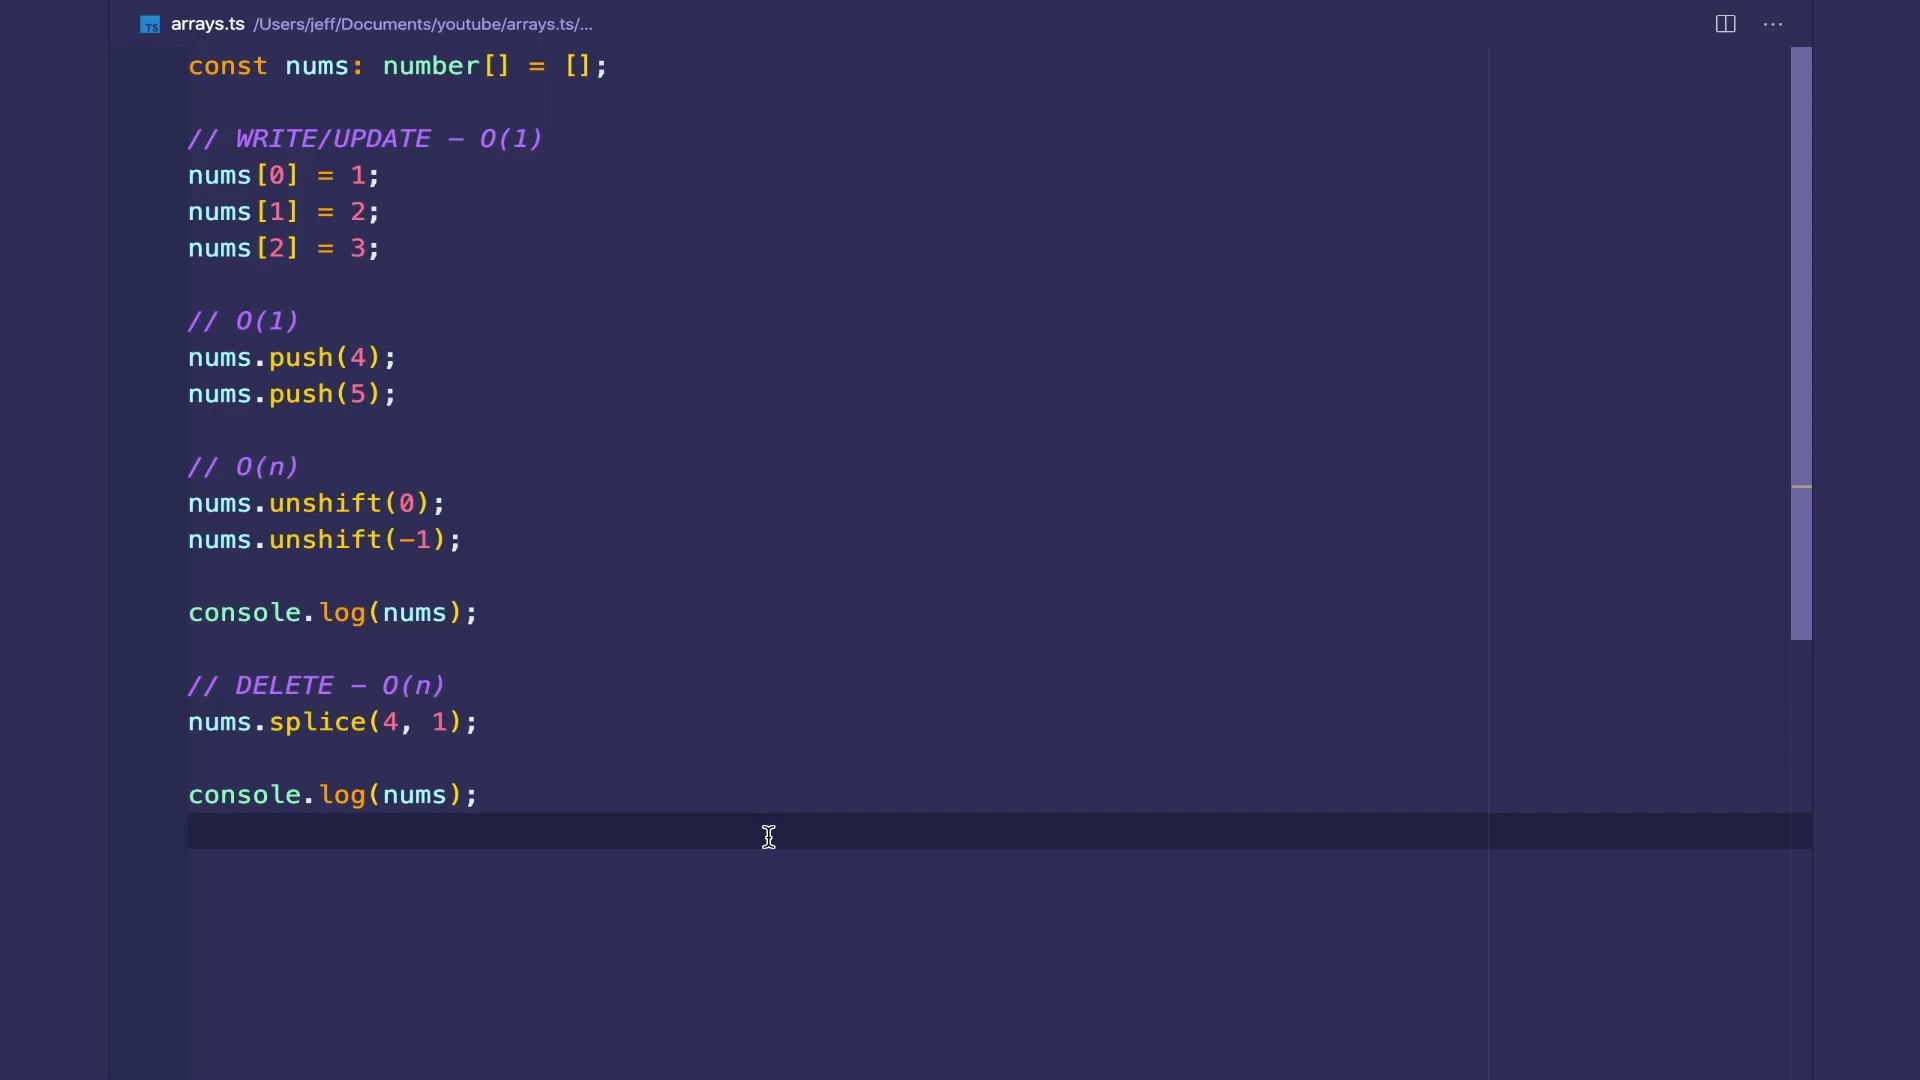 TS arrays.ts /Users/jeff/Documents/youtube/arrays.ts/...
const nums: number[] = [];
// WRITE/UPDATE – O(1)
nums[0] = 1;
nums[1] = 2;
nums[2] = 3;
// O(1)
nums.push(4);
nums.push(5);
// O(n)
nums.unshift(0);
nums.unshift(–1);
console.log(nums);
// DELETE – O(n)
nums.splice(4, 1);
console.log(nums);